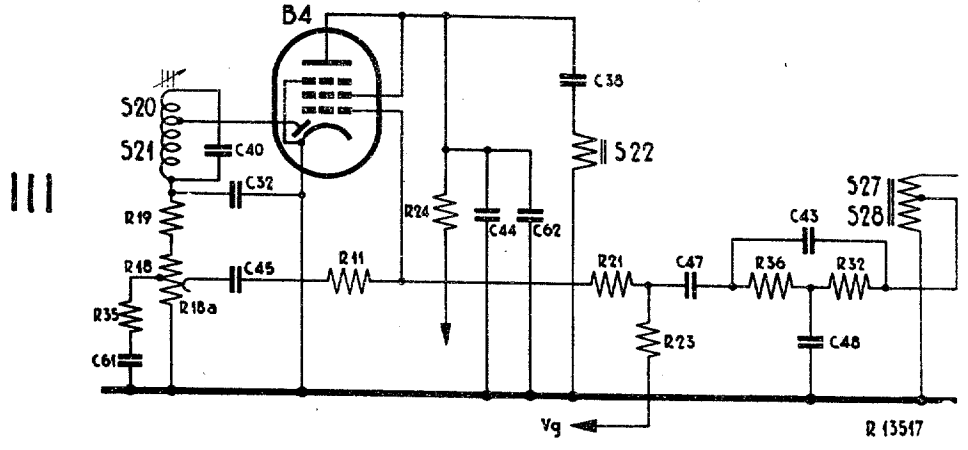 B4
S20
S21
C40
C32
R19
R18
R18a
C45
R35
C61
III
R11
R24
C44
C62
C38
S22
R21
C47
R23
Vg
C43
R36
R32
C48
S27
S28
R 13517